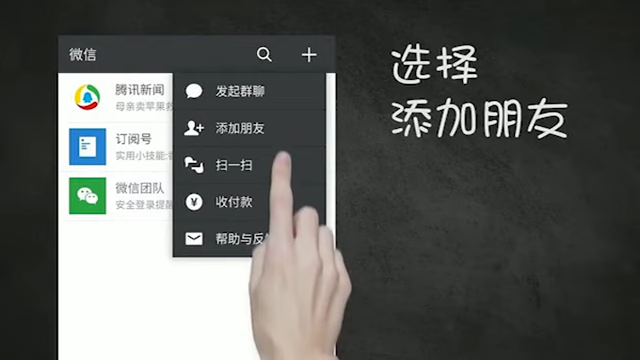 微信
腾讯新闻
母亲卖苹果救
订阅号
实用小技能:
微信团队
安全登录提醒
发起群聊
添加朋友
扫一扫
收付款
帮助与反
选择
添加朋友